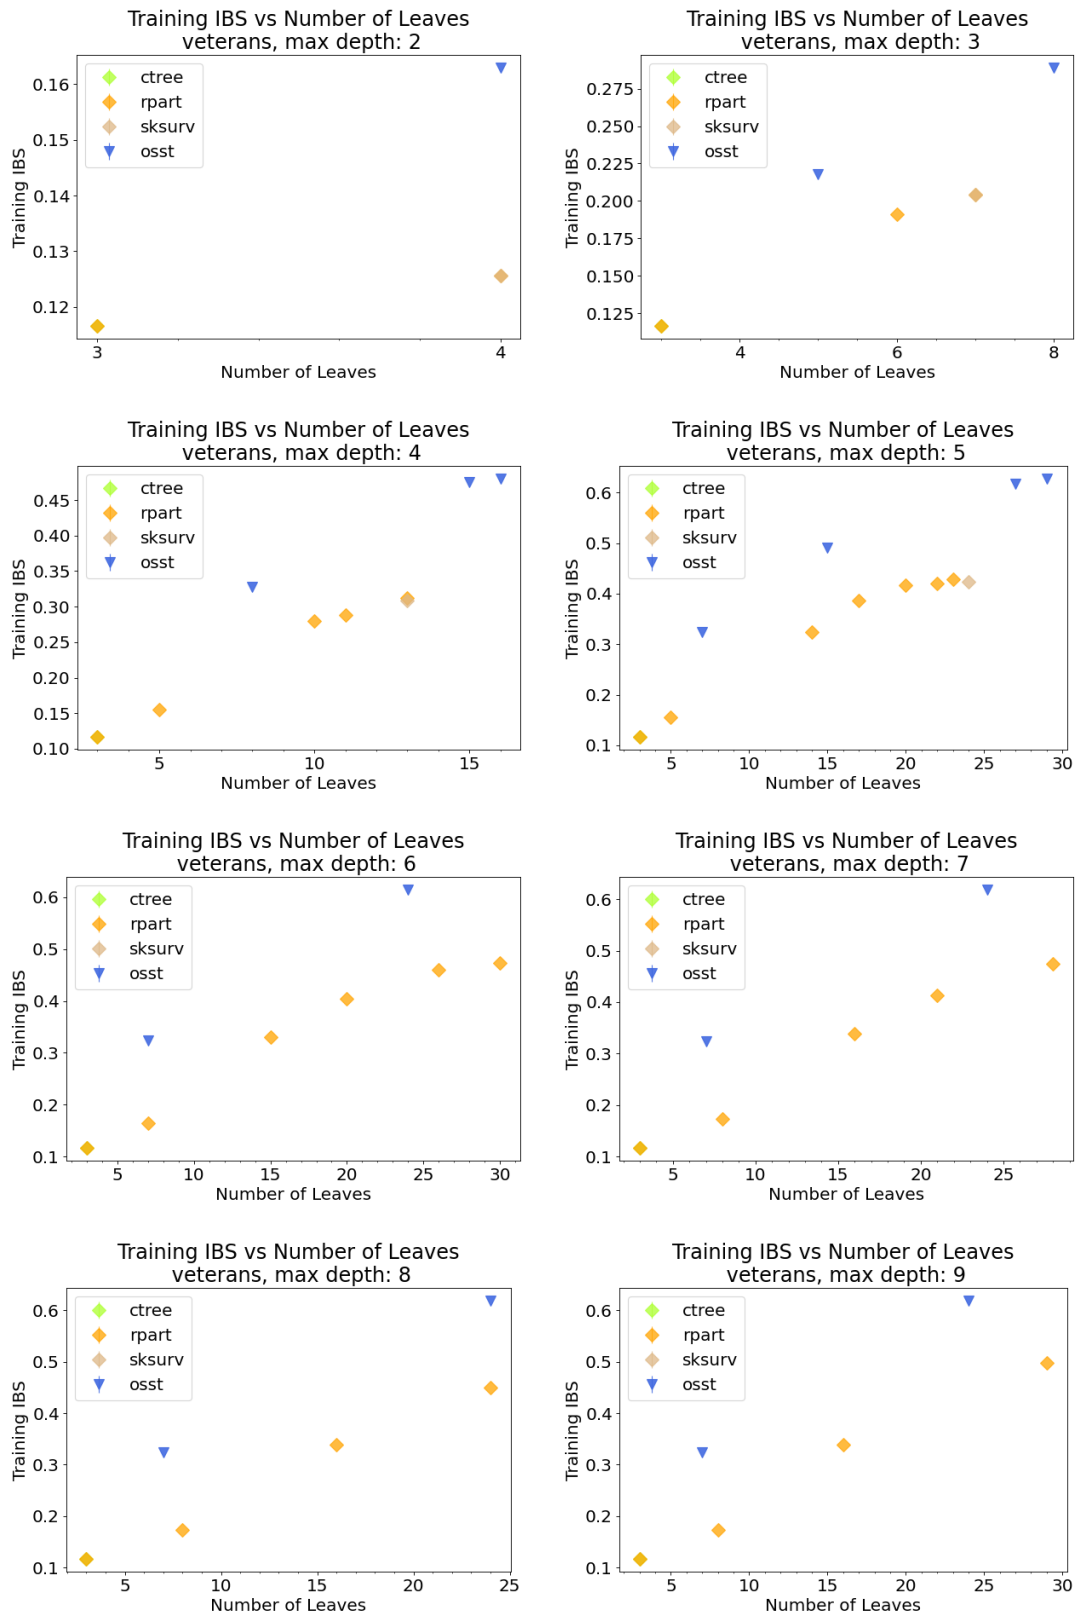 Training IBS vs Number of Leaves
veterans, max depth: 2
Training IBS
0.16
0.15
0.14
0.13
0.12
ctree
rpart
sksurv
osst
3
4
Number of Leaves
Training IBS vs Number of Leaves
veterans, max depth: 3
Training IBS
0.275
0.250
0.225
0.200
0.175
0.150
0.125
ctree
rpart
sksurv
osst
4
6
8
Number of Leaves
Training IBS vs Number of Leaves
veterans, max depth: 4
Training IBS
0.45
0.40
0.35
0.30
0.25
0.20
0.15
0.10
ctree
rpart
sksurv
osst
5
10
15
Number of Leaves
Training IBS vs Number of Leaves
veterans, max depth: 5
Training IBS
0.6
0.5
0.4
0.3
0.2
0.1
ctree
rpart
sksurv
osst
5
10
15
20
25
30
Number of Leaves
Training IBS vs Number of Leaves
veterans, max depth: 6
Training IBS
0.6
0.5
0.4
0.3
0.2
0.1
ctree
rpart
sksurv
osst
5
10
15
20
25
30
Number of Leaves
Training IBS vs Number of Leaves
veterans, max depth: 7
Training IBS
0.6
0.5
0.4
0.3
0.2
0.1
ctree
rpart
sksurv
osst
5
10
15
20
25
Number of Leaves
Training IBS vs Number of Leaves
veterans, max depth: 8
Training IBS
0.6
0.5
0.4
0.3
0.2
0.1
ctree
rpart
sksurv
osst
5
10
15
20
25
Number of Leaves
Training IBS vs Number of Leaves
veterans, max depth: 9
Training IBS
0.6
0.5
0.4
0.3
0.2
0.1
ctree
rpart
sksurv
osst
5
10
15
20
25
30
Number of Leaves